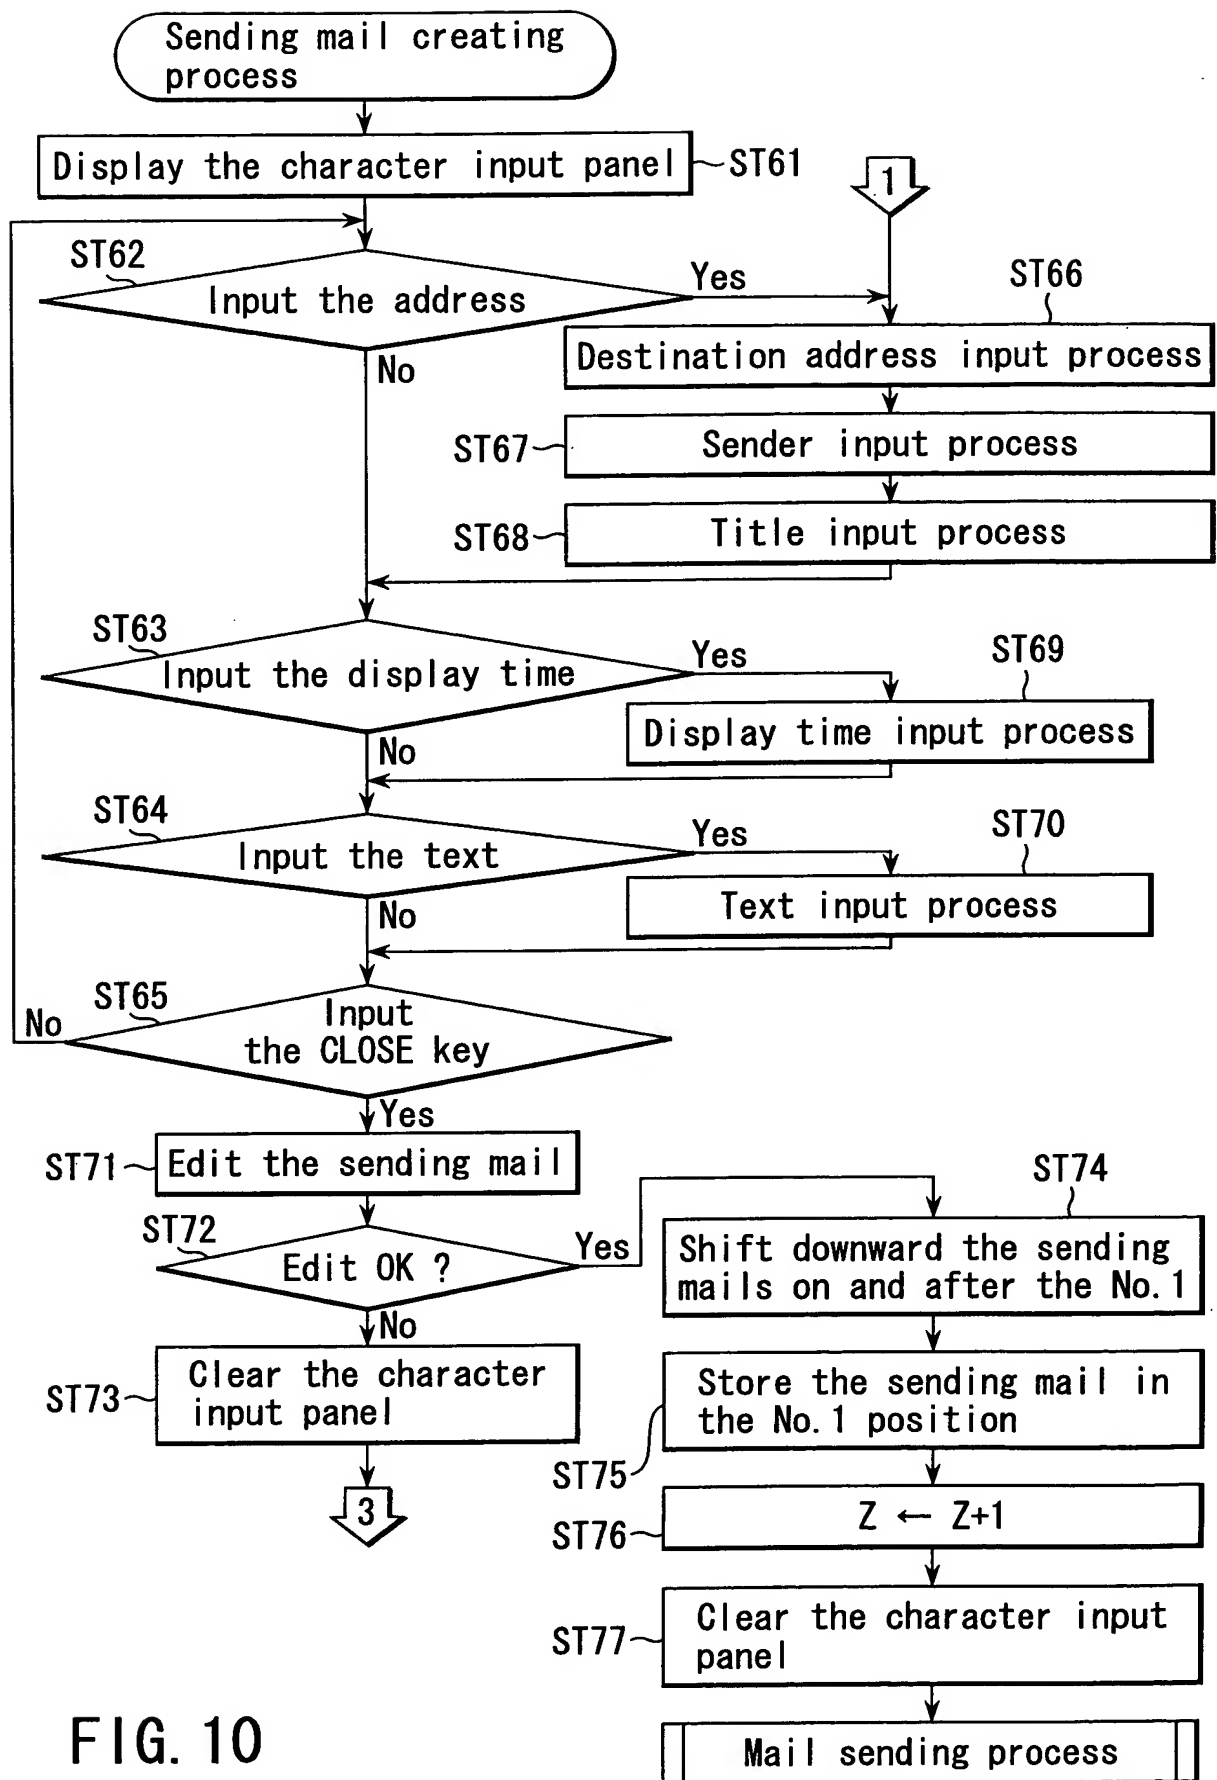 Sending mail creating
process
Display the character input panel
ST61
1
ST62
Input the address
Yes
No
ST66
Destination address input process
ST67
Sender input process
ST68
Title input process
ST63
Input the display time
Yes
No
ST69
Display time input process
ST64
Input the text
Yes
No
ST70
Text input process
ST65
Input
the CLOSE key
No
Yes
ST71
Edit the sending mail
ST72
Edit OK ?
Yes
No
ST73
Clear the character
input panel
3
ST74
Shift downward the sending
mails on and after the No.1
ST75
Store the sending mail in
the No.1 position
ST76
Z ← Z+1
ST77
Clear the character input
panel
Mail sending process
FIG. 10